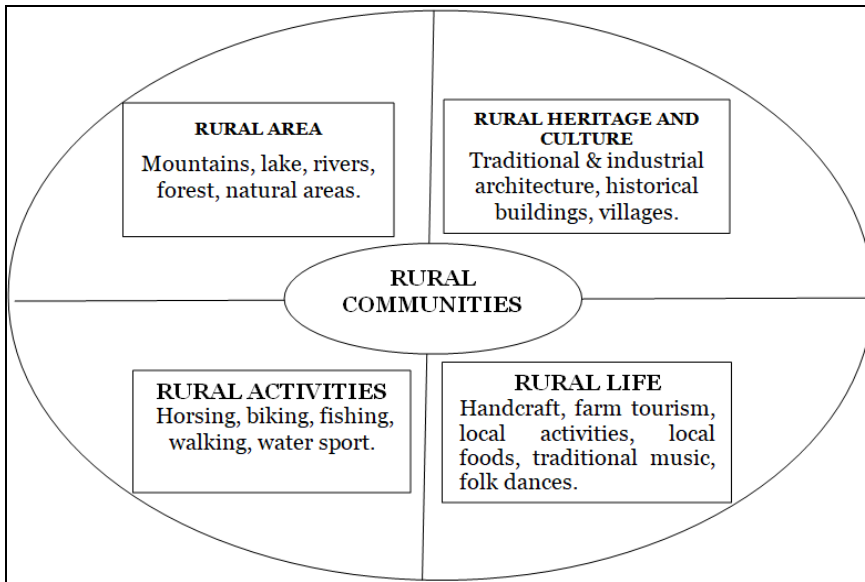 RURAL AREA
Mountains, lake, rivers,
forest, natural areas.
RURAL HERITAGE AND
CULTURE
Traditional & industrial
architecture, historical
buildings, villages.
RURAL
COMMUNITIES
RURAL ACTIVITIES
Horsing, biking, fishing,
walking, water sport.
RURAL LIFE
Handcraft, farm tourism,
local activities, local
foods, traditional music,
folk dances.